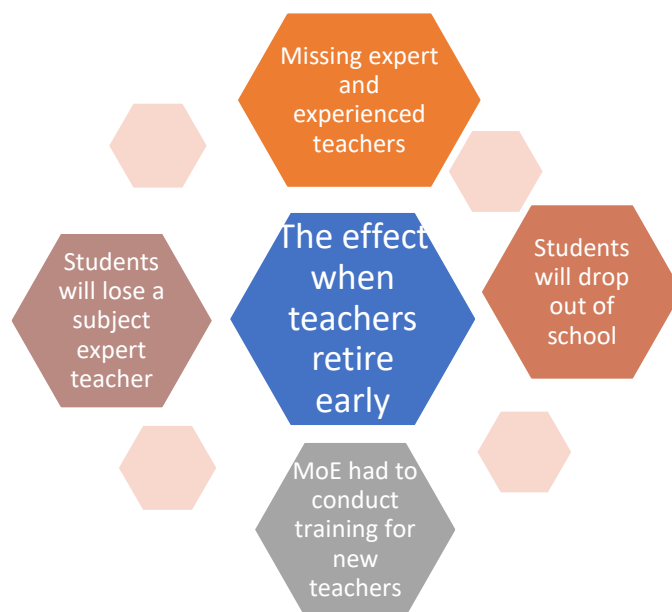 Missing expert
and
experienced
teachers
Students
will lose a
subject
expert
teacher
The effect
when
teachers
retire
early
Students
will drop
out of
school
MoE had to
conduct
training for
new
teachers